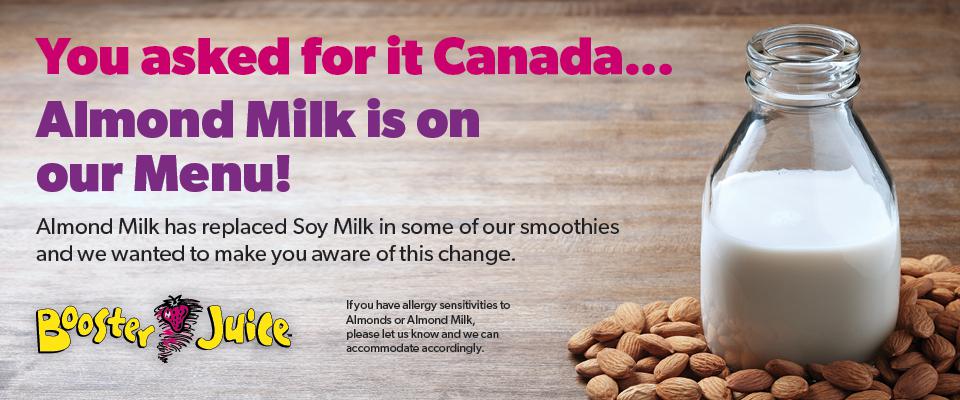 You asked for it Canada...
Almond Milk is on
our Menu!
Almond Milk has replaced Soy Milk in some of our smoothies
and we wanted to make you aware of this change.
Booster Juice
If you have allergy sensitivities to
Almonds or Almond Milk,
please let us know and we can
accommodate accordingly.